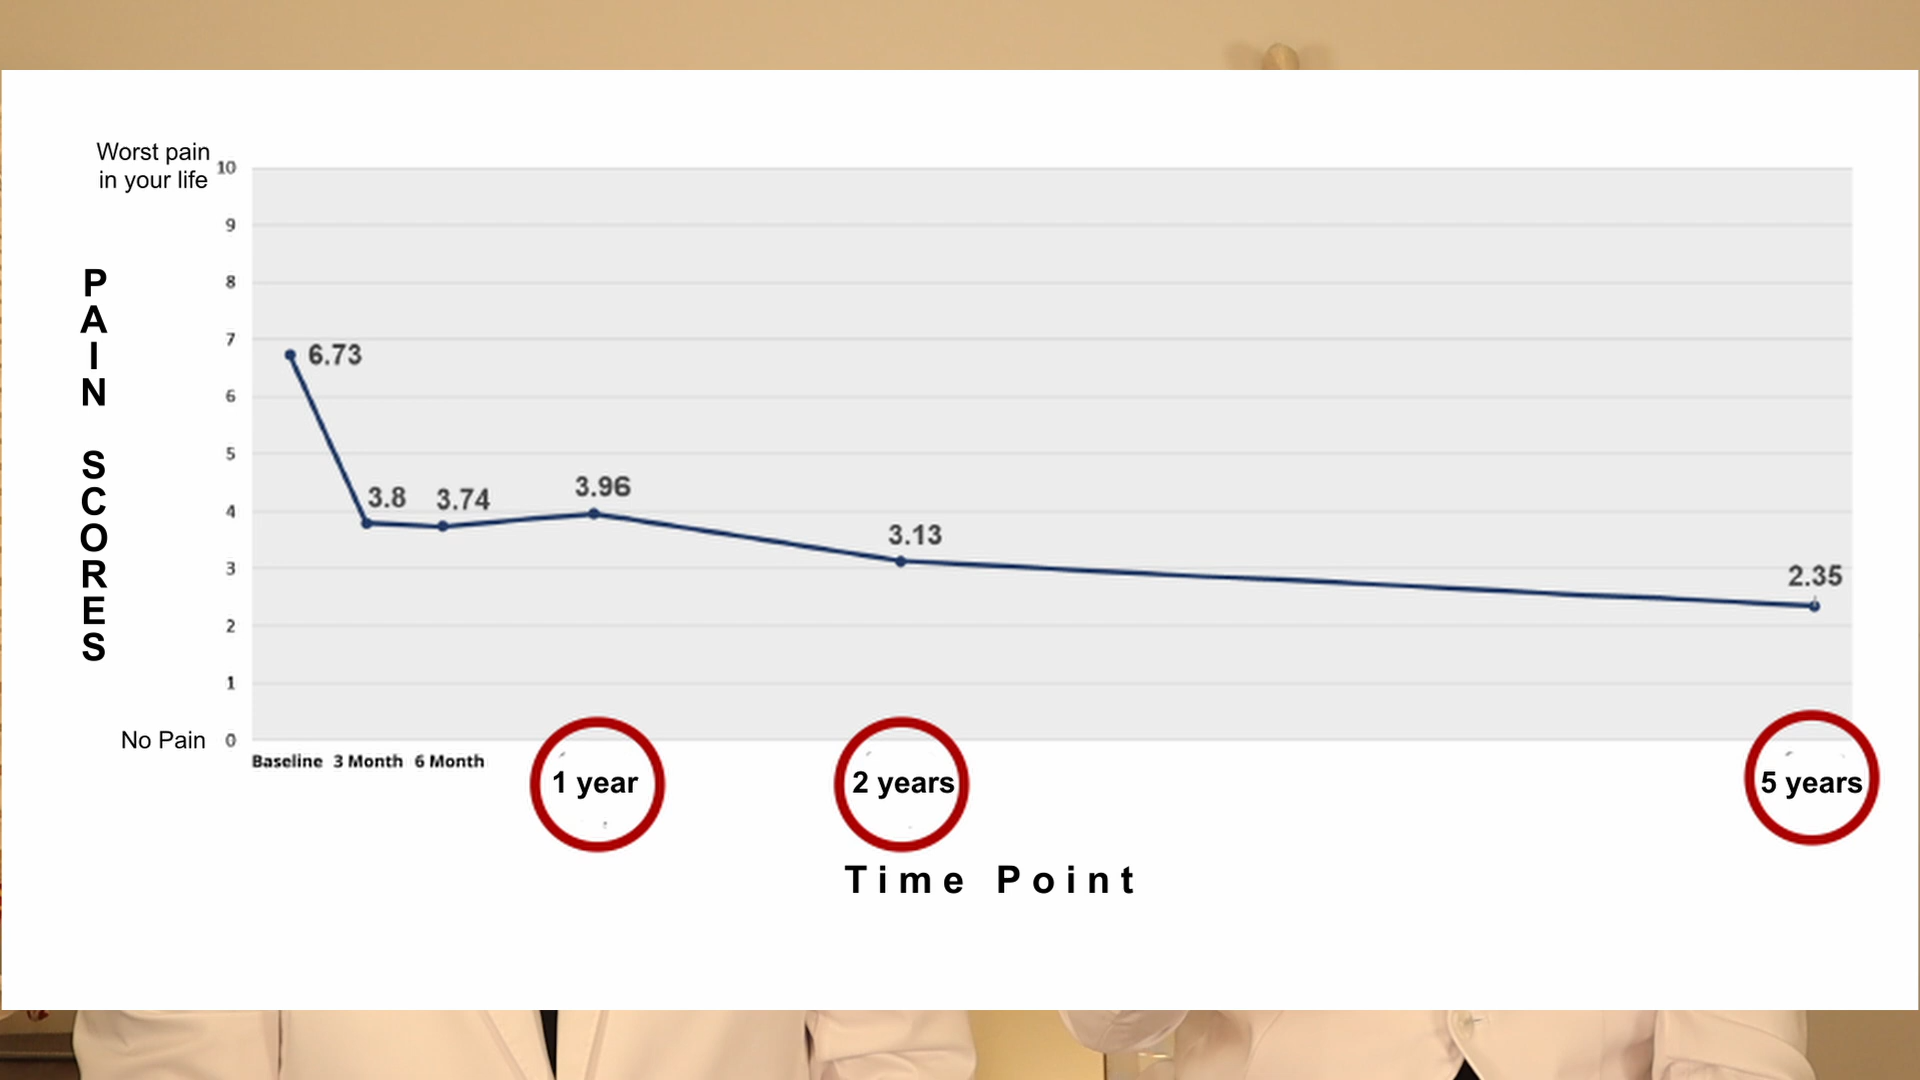 Worst pain
in your life
10
9
8
7
6
5
4
3
2
1
No Pain 0
PAIN SCORES
6.73
3.8
3.74
3.96
3.13
2.35
Baseline 3 Month 6 Month
1 year
2 years
5 years
Time Point